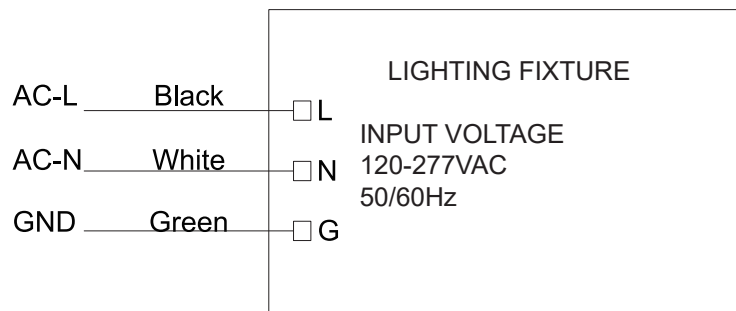 LIGHTING FIXTURE
AC-L Black L
INPUT VOLTAGE
AC-N White N 120-277VAC
50/60Hz
GND Green G